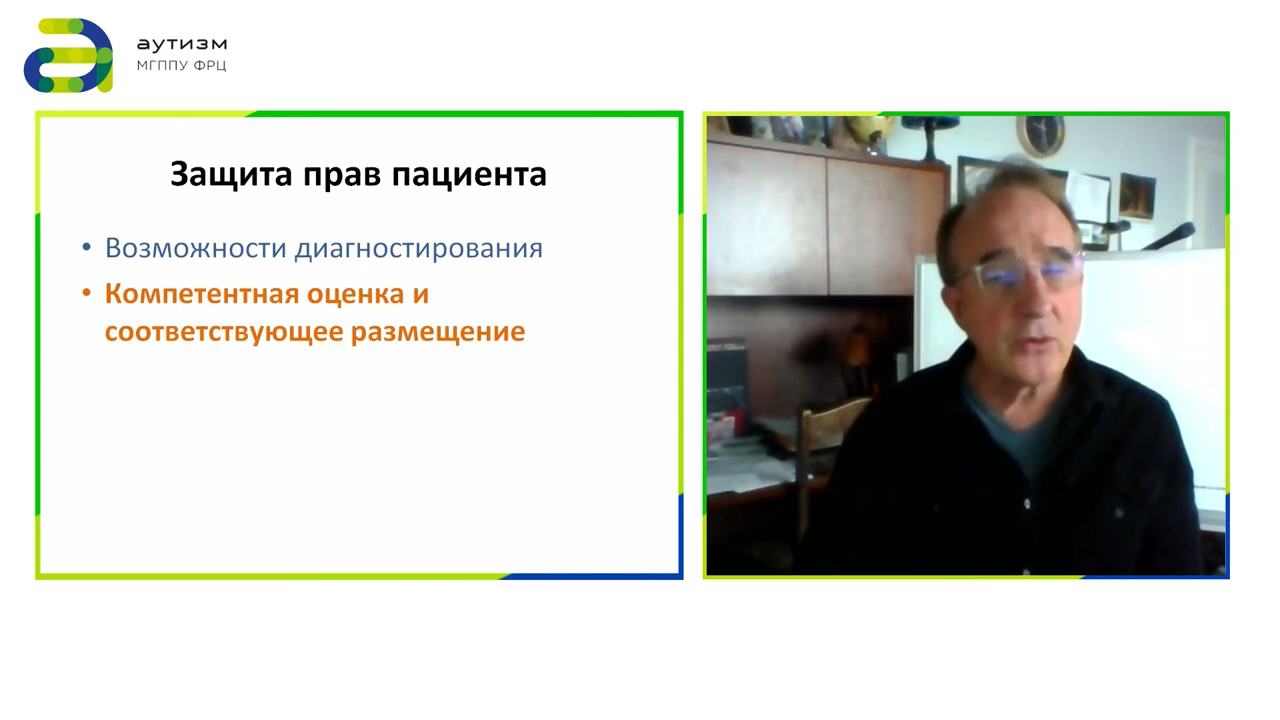 аутизм
МГППУ ФРЦ
Защита прав пациента
• Возможности диагностирования
• Компетентная оценка и
соответствующее размещение